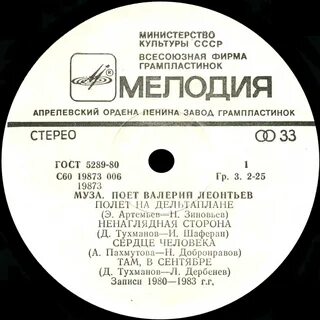 МИНИСТЕРСТВО
КУЛЬТУРЫ СССР
ВСЕСОЮЗНАЯ ФИРМА
ГРАМПЛАСТИНОК
МЕЛОДИЯ
АПРЕЛЕВСКИЙ ОРДЕНА ЛЕНИНА ЗАВОД ГРАМПЛАСТИНОК
СТЕРЕО 33
ГОСТ 5289-80 1
С60 19873 006 Гр. 3. 2-25
19873
МУЗА. ПОЕТ ВАЛЕРИЙ ЛЕОНТЬЕВ
ПОЛЕТ НА ДЕЛЬТАПЛАНЕ
(Э. Артемьев—Н. Зиновьев)
НЕНАГЛЯДНАЯ СТОРОНА
(Д. Тухманов—И. Шаферан)
СЕРДЦЕ ЧЕЛОВЕКА
(А. Пахмутова—Н. Добронравов)
ТАМ, В СЕНТЯБРЕ
(Д. Тухманов—Л. Дербенев)
Записи 1980—1983 г.г.